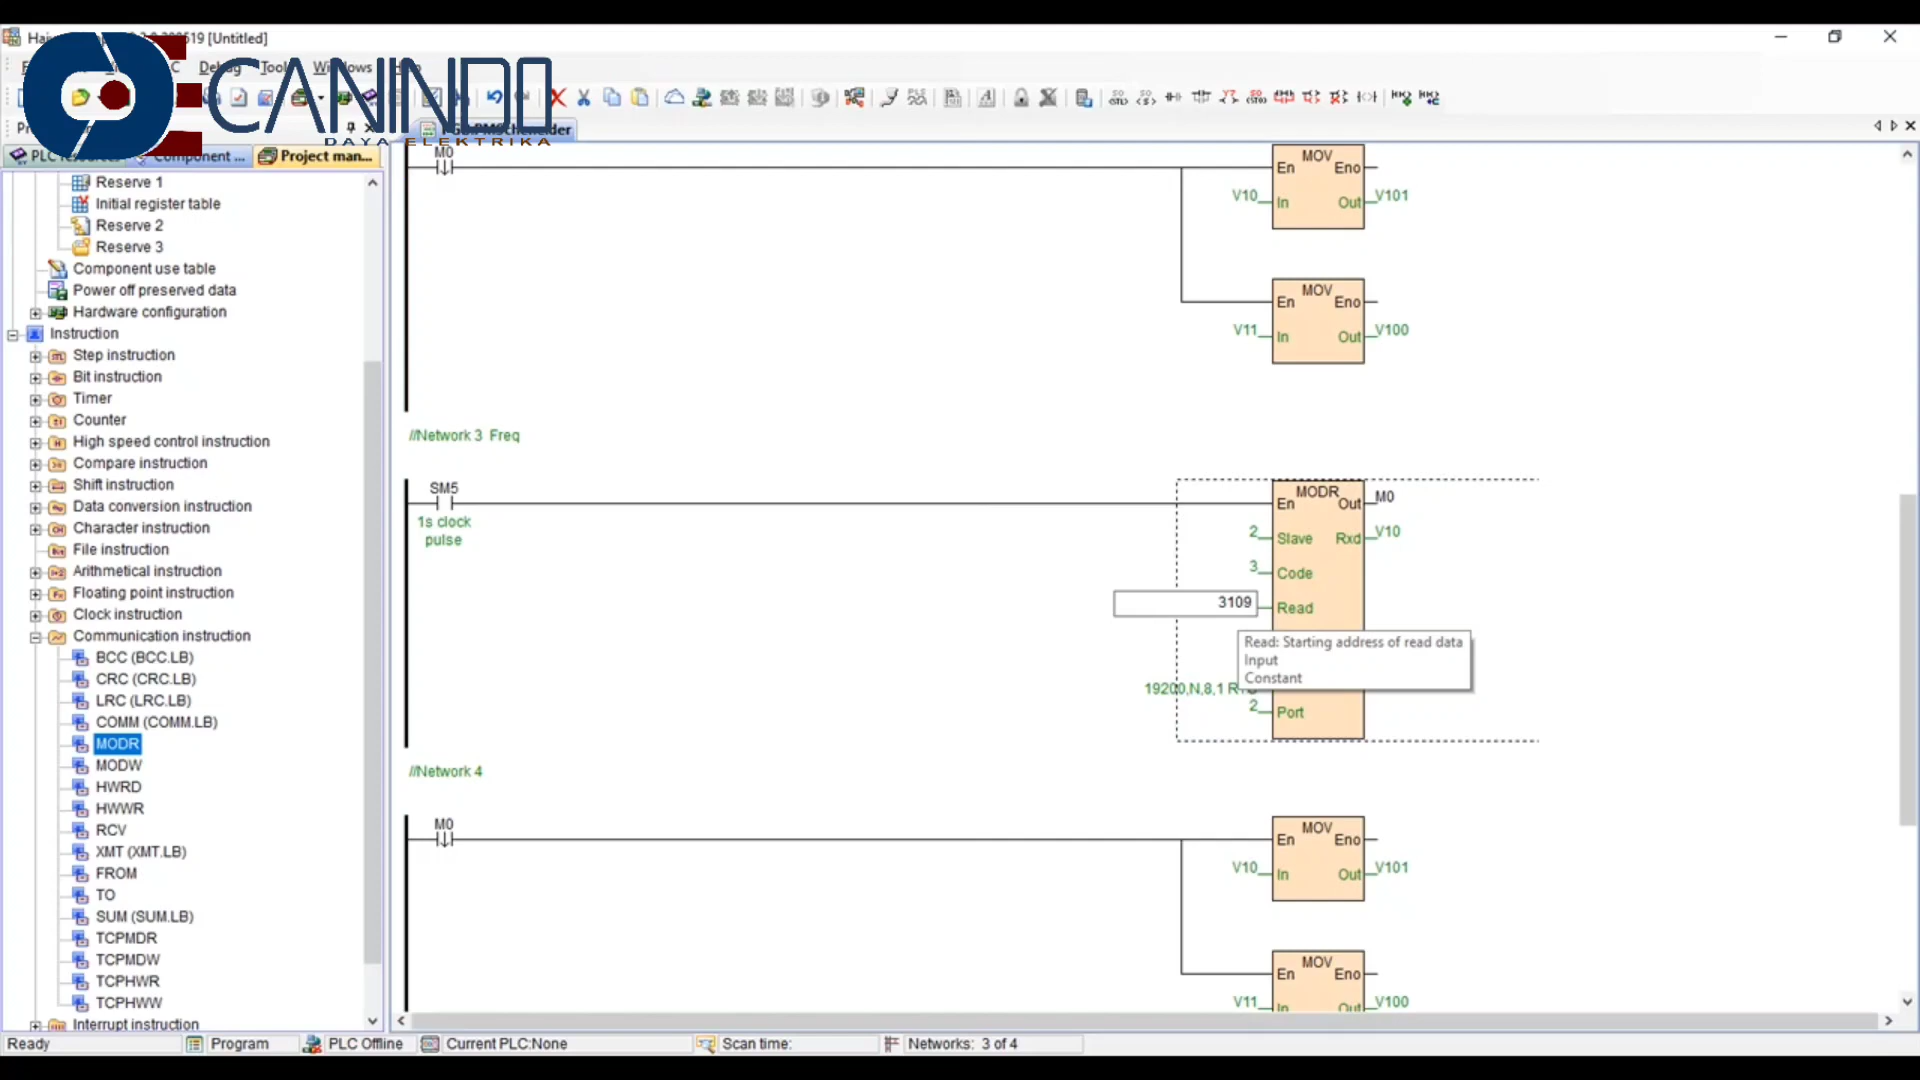 [Untitled]
Debug Tool Windows
CANINDO
DAYA ELEKTRIKA
Component ...
Project man...
Reserve 1
Initial register table
Reserve 2
Reserve 3
Component use table
Power off preserved data
Hardware configuration
Instruction
Step instruction
Bit instruction
Timer
Counter
High speed control instruction
Compare instruction
Shift instruction
Data conversion instruction
Character instruction
File instruction
Arithmetical instruction
Floating point instruction
Clock instruction
Communication instruction
BCC (BCC.LB)
CRC (CRC.LB)
LRC (LRC.LB)
COMM (COMM.LB)
MODR
MODW
HWRD
HWWR
RCV
XMT (XMT.LB)
FROM
TO
SUM (SUM.LB)
TCPMDR
TCPMDW
TCPHWR
TCPHWW
Interrupt instruction
M0
MOV
En Eno
V10 In Out V101
MOV
En Eno
V11 In Out V100
//Network 3 Freq
SM5
1s clock
pulse
MODR
En Out M0
2 Slave Rxd V10
3 Code
3109 Read
Read: Starting address of read data
Input
Constant
19200,N,8,1 R
2 Port
//Network 4
M0
MOV
En Eno
V10 In Out V101
MOV
En Eno
V11 In Out V100
Ready Program PLC Offline Current PLC:None Scan time: Networks: 3 of 4